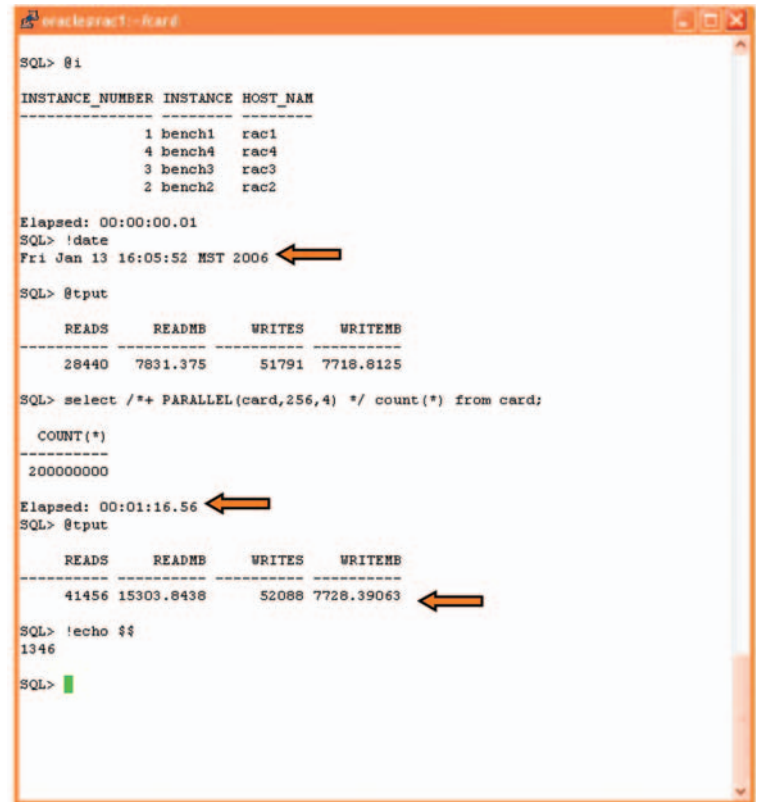 oracle@rac1:~/card
SQL> @i
INSTANCE_NUMBER INSTANCE HOST_NAM
--------------- -------- --------
1 bench1 rac1
4 bench4 rac4
3 bench3 rac3
2 bench2 rac2
Elapsed: 00:00:00.01
SQL> !date
Fri Jan 13 16:05:52 MST 2006
SQL> @tput
READS READMB WRITES WRITEMB
---------- ---------- ---------- ----------
28440 7831.375 51791 7718.8125
SQL> select /*+ PARALLEL(card,256,4) */ count(*) from card;
COUNT(*)
----------
200000000
Elapsed: 00:01:16.56
SQL> @tput
READS READMB WRITES WRITEMB
---------- ---------- ---------- ----------
41456 15303.8438 52088 7728.39063
SQL> !echo $$
1346
SQL>